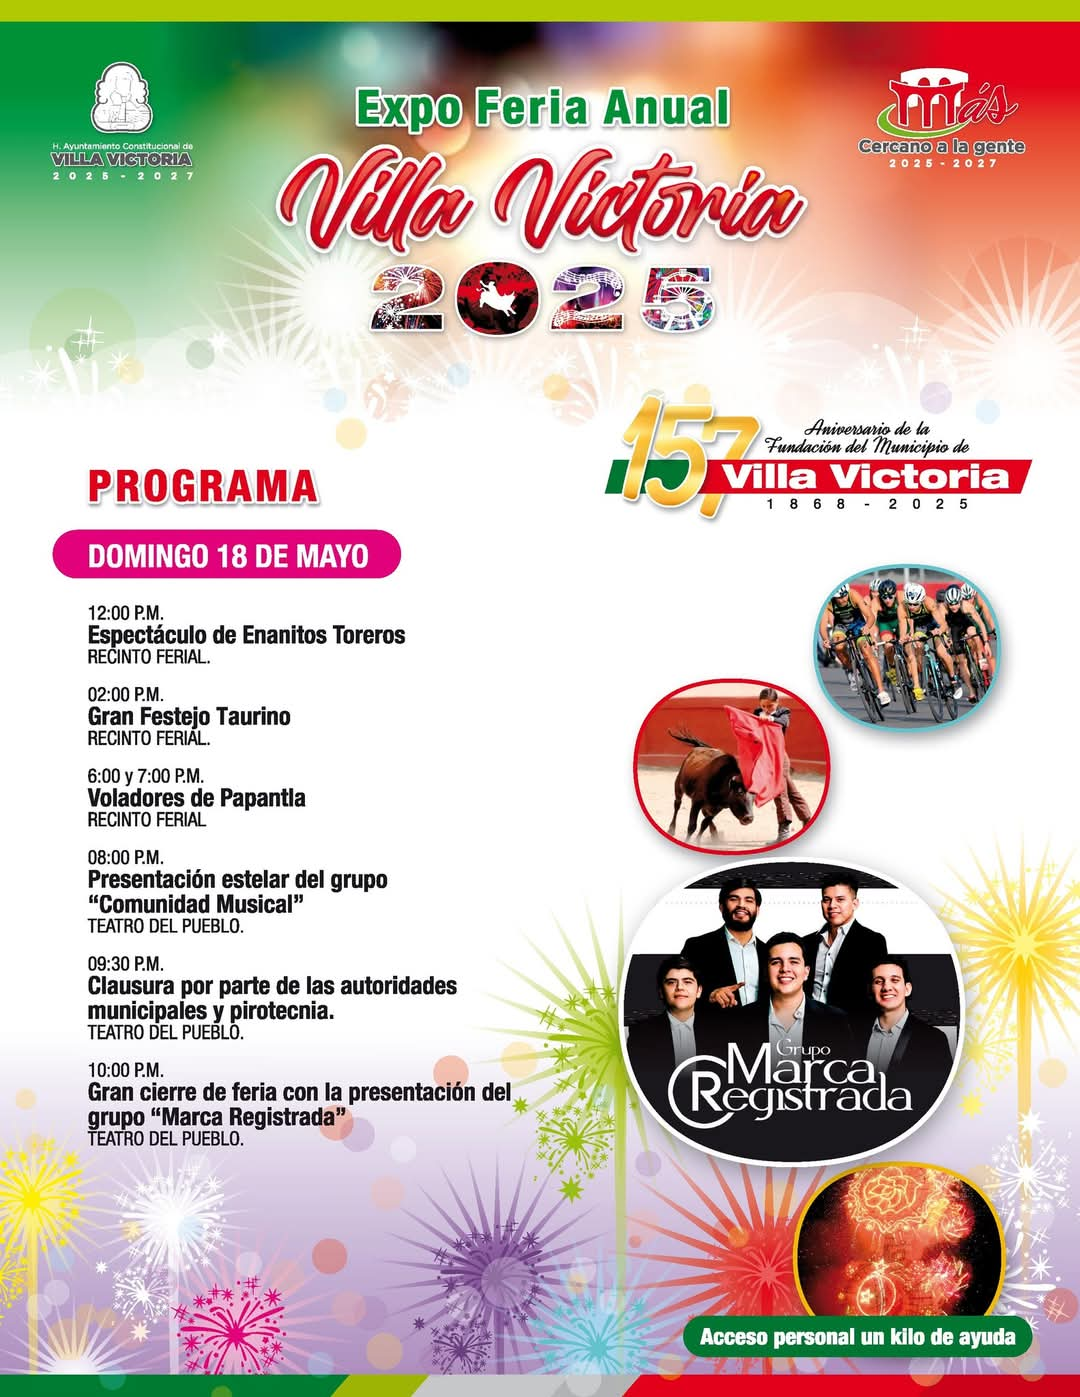 H. Ayuntamiento Constitucional de
VILLA VICTORIA
2025 - 2027
Más
Cercano a la gente
2025 - 2027
Expo Feria Anual
Villa Victoria
2025
157
Aniversario de la
Fundación del Municipio de
Villa Victoria
1868 - 2025
PROGRAMA
DOMINGO 18 DE MAYO
12:00 P.M.
Espectáculo de Enanitos Toreros
RECINTO FERIAL.
02:00 P.M.
Gran Festejo Taurino
RECINTO FERIAL.
6:00 y 7:00 P.M.
Voladores de Papantla
RECINTO FERIAL
08:00 P.M.
Presentación estelar del grupo
“Comunidad Musical”
TEATRO DEL PUEBLO.
09:30 P.M.
Clausura por parte de las autoridades
municipales y pirotecnia.
TEATRO DEL PUEBLO.
10:00 P.M.
Gran cierre de feria con la presentación del
grupo “Marca Registrada”
TEATRO DEL PUEBLO.
Grupo
Marca
Registrada
Acceso personal un kilo de ayuda